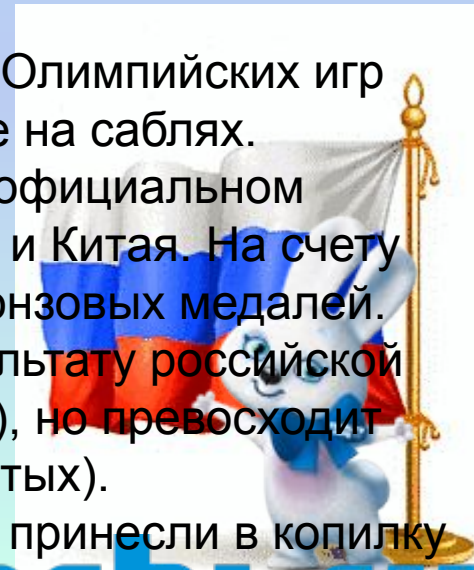 Олимпийских игр
е на саблях.
официальном
и Китая. На счету
онзовых медалей.
льтату российской
), но превосходит
тых).
принесли в копилку